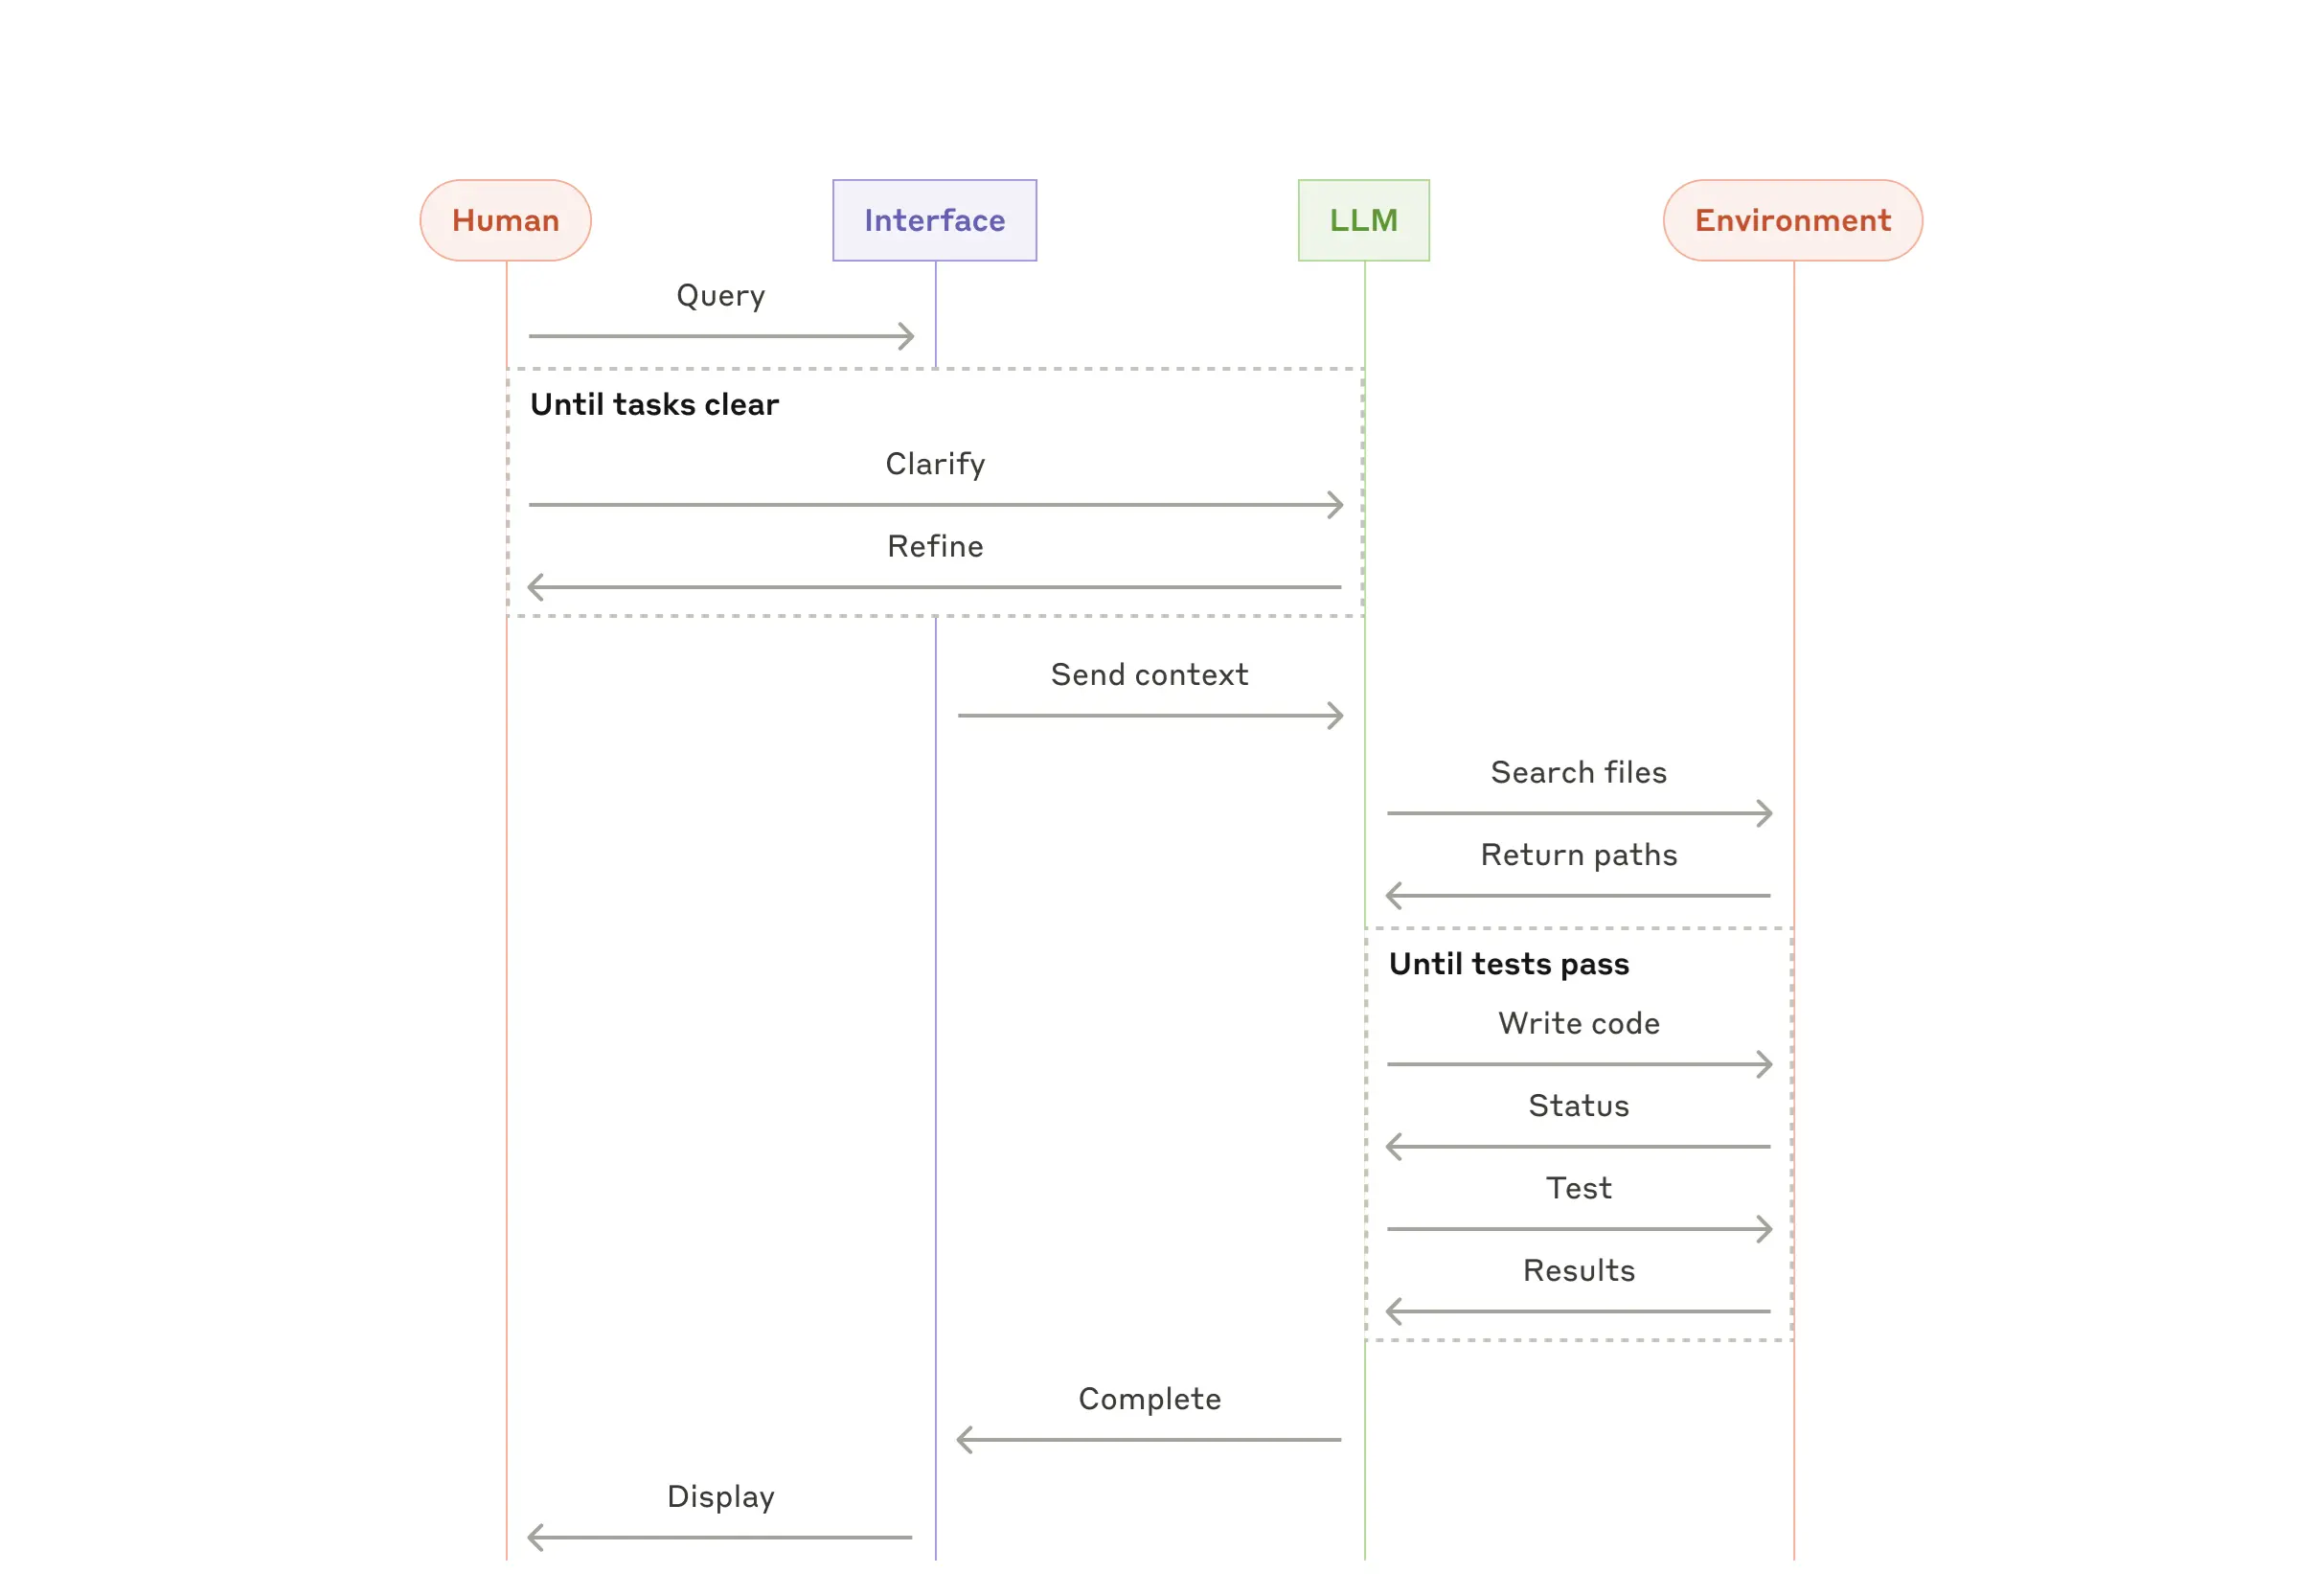 Human
Interface
LLM
Environment
Query
Until tasks clear
Clarify
Refine
Send context
Search files
Return paths
Until tests pass
Write code
Status
Test
Results
Complete
Display